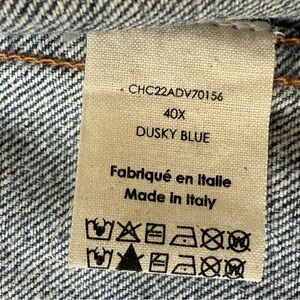 CHC22ADV70156
40X
DUSKY BLUE
Fabriqué en Italie
Made in Italy